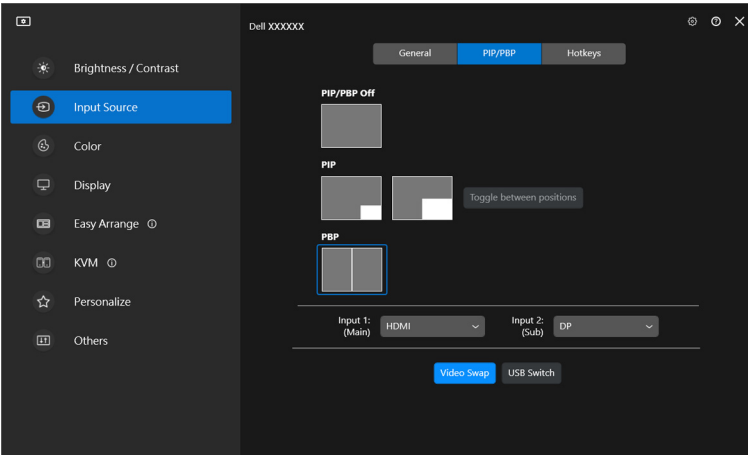 Dell XXXXXX
Brightness / Contrast
Input Source
Color
Display
Easy Arrange
KVM
Personalize
Others
General PIP/PBP Hotkeys
PIP/PBP Off
PIP
Toggle between positions
PBP
Input 1: (Main)
HDMI
Input 2: (Sub)
DP
Video Swap USB Switch